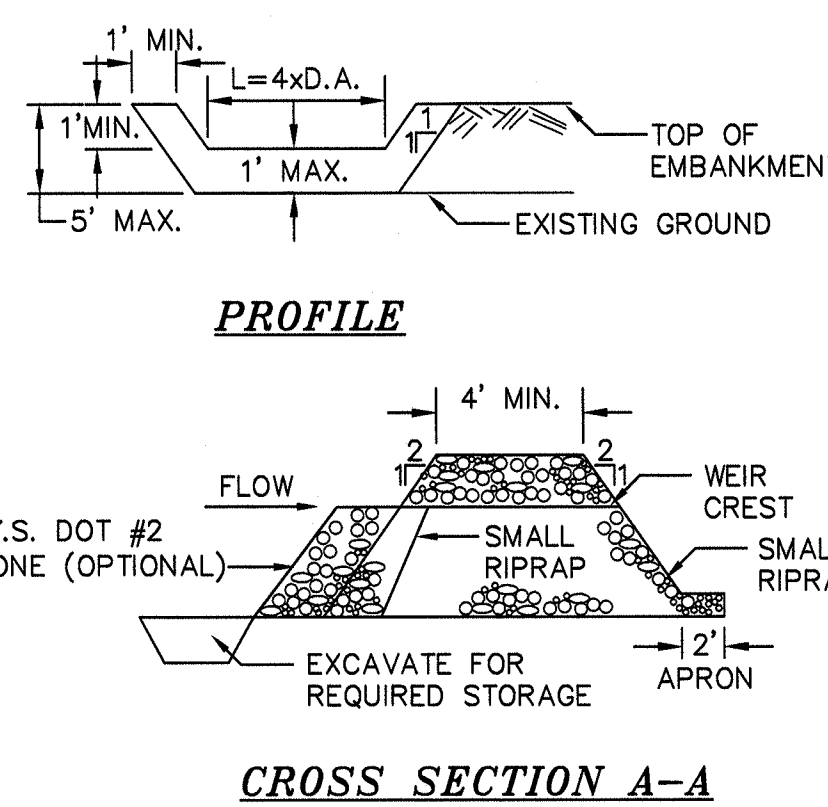 1' MIN.
L=4xD.A.
1'MIN.
1
1
1' MAX.
TOP OF
EMBANKMEN
5' MAX.
EXISTING GROUND
PROFILE
4' MIN.
2
1
2
1
FLOW
WEIR
CREST
Y.S. DOT #2
ONE (OPTIONAL)
SMALL
RIPRAP
SMAL
RIPRA
2'
APRON
EXCAVATE FOR
REQUIRED STORAGE
CROSS SECTION A-A